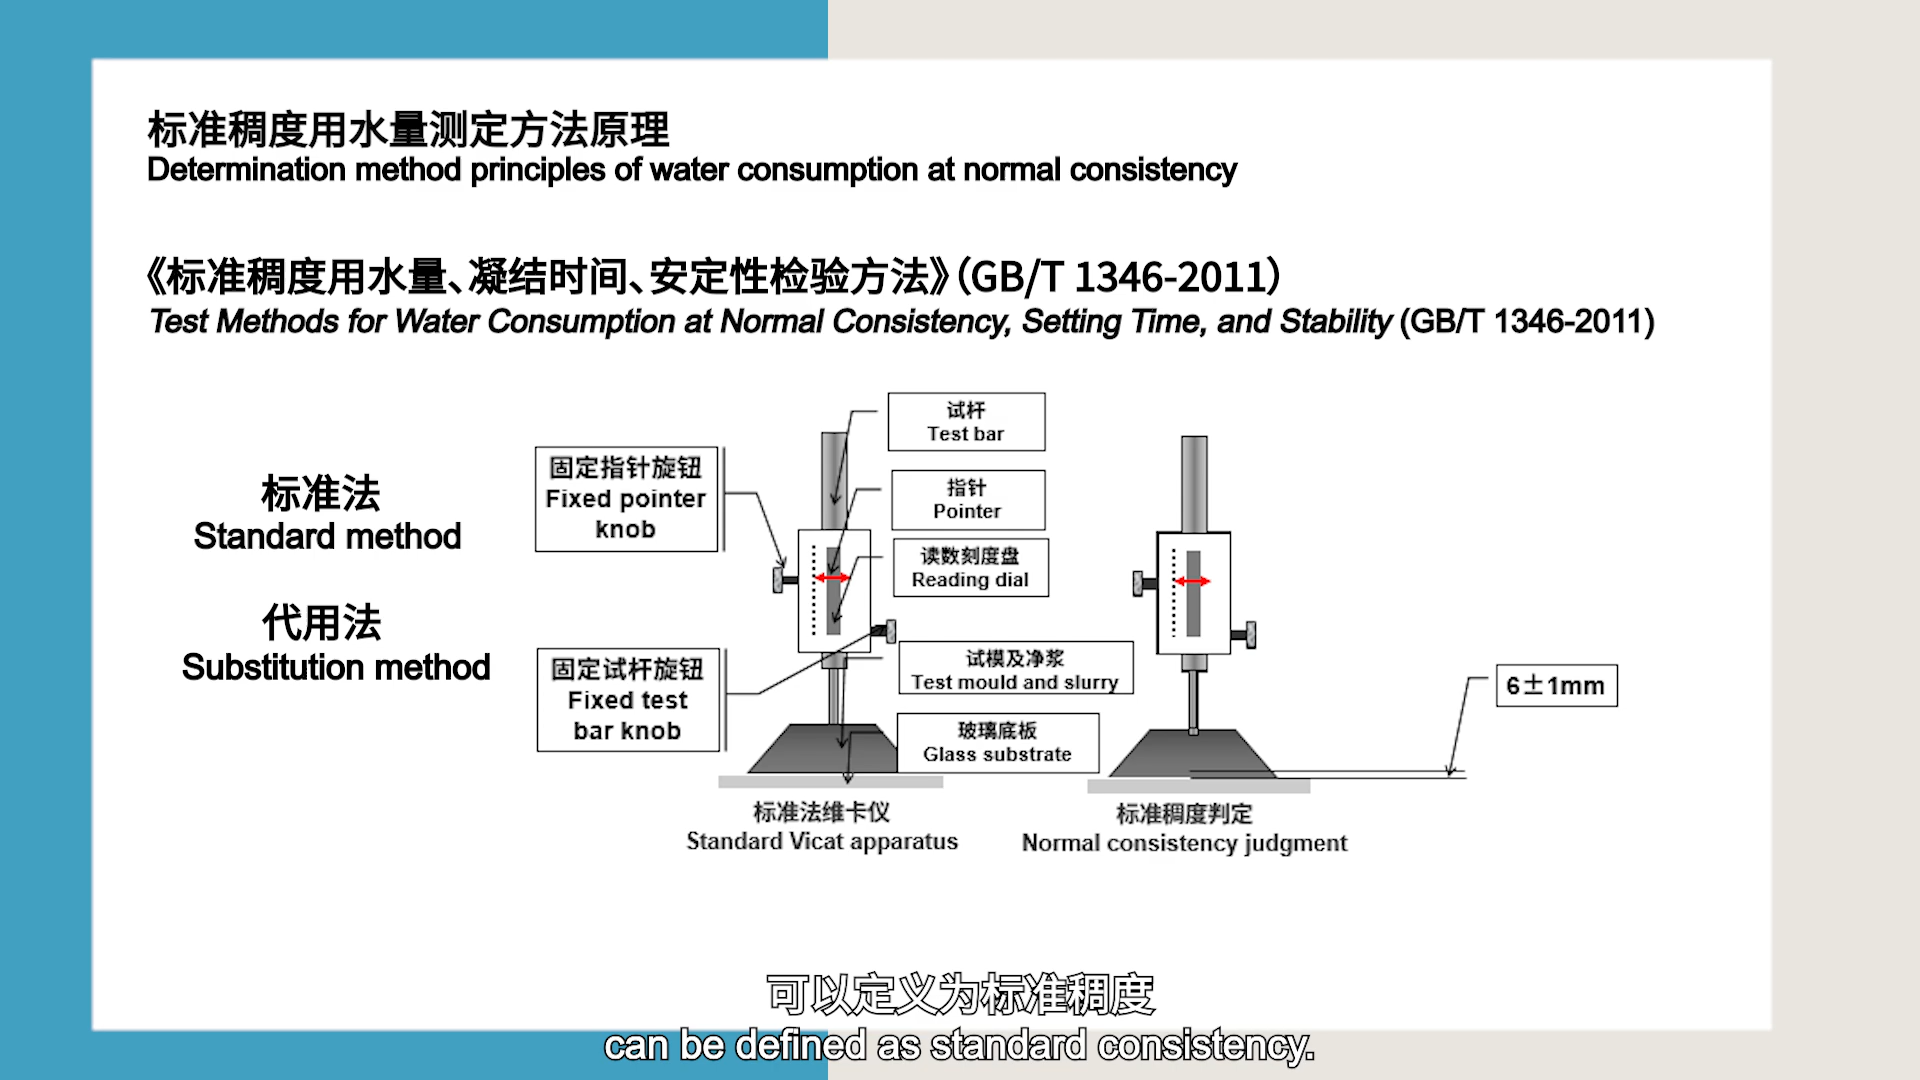 标准稠度用水量测定方法原理
Determination method principles of water consumption at normal consistency
《标准稠度用水量、凝结时间、安定性检验方法》(GB/T 1346-2011)
Test Methods for Water Consumption at Normal Consistency, Setting Time, and Stability (GB/T 1346-2011)
标准法
Standard method
代用法
Substitution method
固定指针旋钮
Fixed pointer
knob
固定试杆旋钮
Fixed test
bar knob
试杆
Test bar
指针
Pointer
读数刻度盘
Reading dial
试模及净浆
Test mould and slurry
玻璃底板
Glass substrate
标准法维卡仪
Standard Vicat apparatus
6±1mm
标准稠度判定
Normal consistency judgment
可以定义为标准稠度
can be defined as standard consistency.